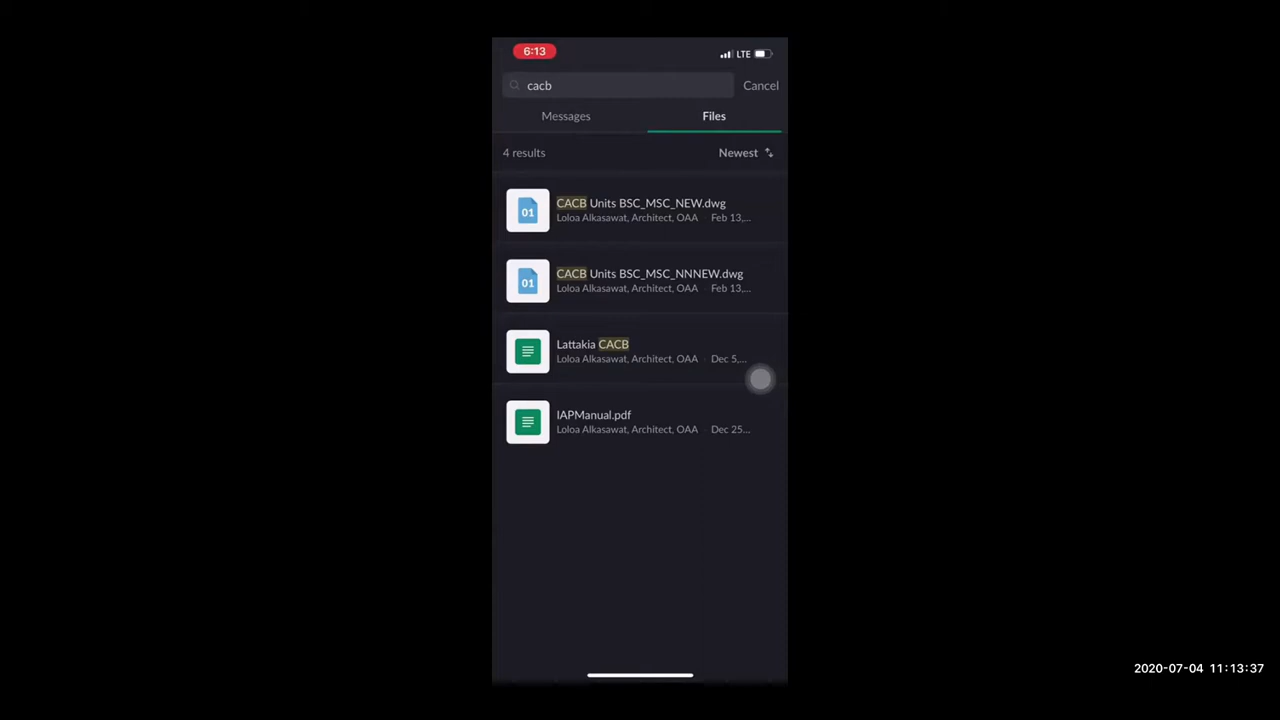 6:13
LTE
cacb
Cancel
Messages
Files
4 results
Newest
01
CACB Units BSC_MSC_NEW.dwg
Loloa Alkasawat, Architect, OAA · Feb 13,...
01
CACB Units BSC_MSC_NNNEW.dwg
Loloa Alkasawat, Architect, OAA · Feb 13,...
Lattakia CACB
Loloa Alkasawat, Architect, OAA · Dec 5,...
IAPManual.pdf
Loloa Alkasawat, Architect, OAA · Dec 25...
2020-07-04 11:13:37